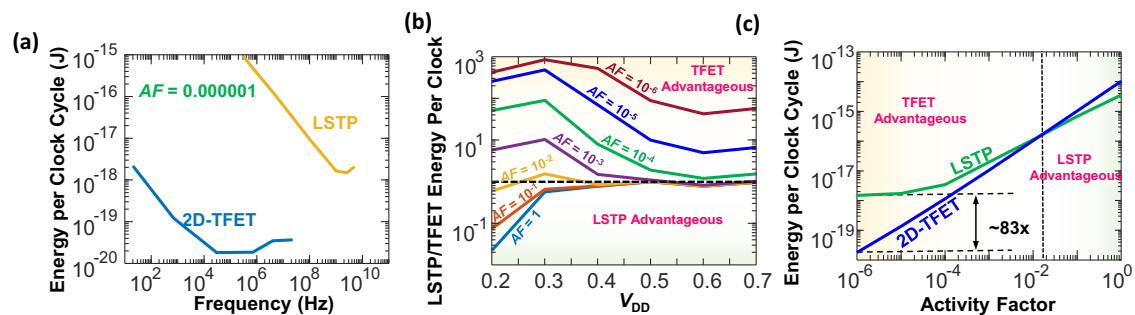 (a)
Energy per Clock Cycle (J)
10^-15
10^-16
10^-17
10^-18
10^-19
10^-20
AF = 0.000001
LSTP
2D-TFET
10^2 10^4 10^6 10^8 10^10
Frequency (Hz)
(b)
LSTP/TFET Energy Per Clock
10^3
10^1
10^-1
AF = 10^-6
TFET
Advantageous
AF = 10^-5
AF = 10^-4
AF = 10^-3
AF = 10^-2
AF = 10^-1
AF = 1
LSTP Advantageous
0.2 0.3 0.4 0.5 0.6 0.7
V_DD
(c)
Energy per Clock Cycle (J)
10^-13
10^-15
10^-17
10^-19
TFET
Advantageous
LSTP
LSTP
Advantageous
2D-TFET
~83x
10^-6 10^-4 10^-2 10^0
Activity Factor